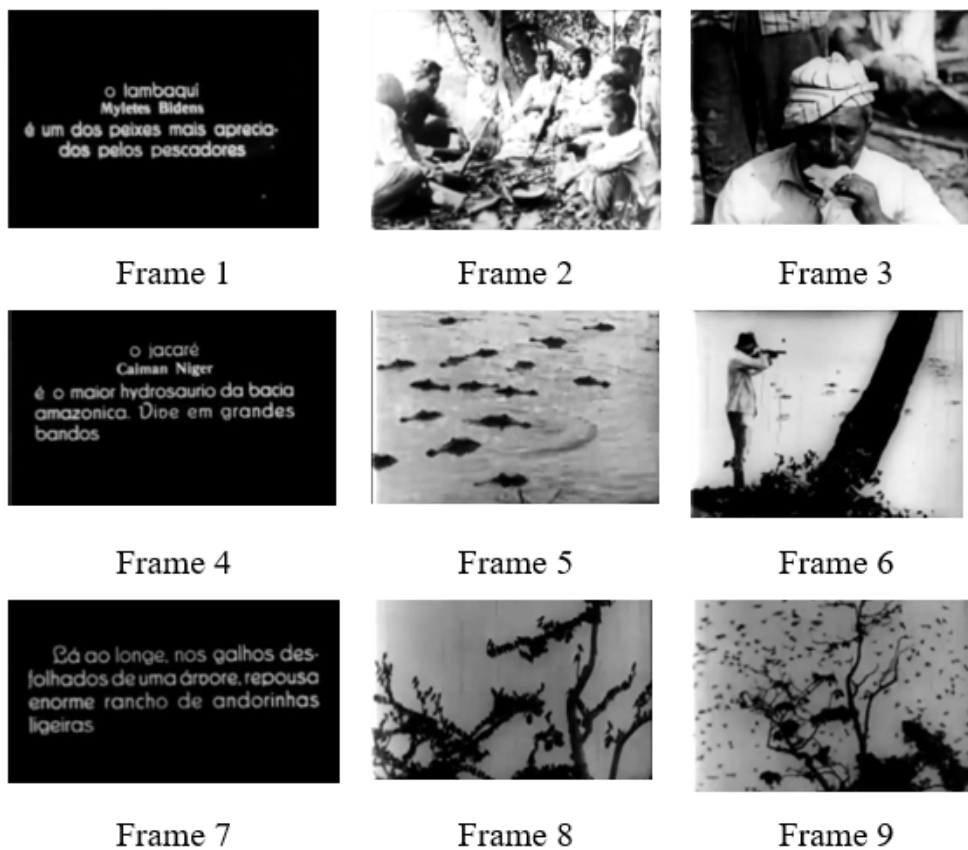 o tambaquí
Myletes Bidens
é um dos peixes mais aprecia-
dos pelos pescadores
Frame 1
Frame 2
Frame 3
o jacaré
Caiman Niger
é o maior hydrosaurio da bacia
amazonica. Vive em grandes
bandos
Frame 4
Frame 5
Frame 6
Lá ao longe, nos galhos des-
folhados de uma árvore, repousa
enorme rancho de andorinhas
ligeiras
Frame 7
Frame 8
Frame 9